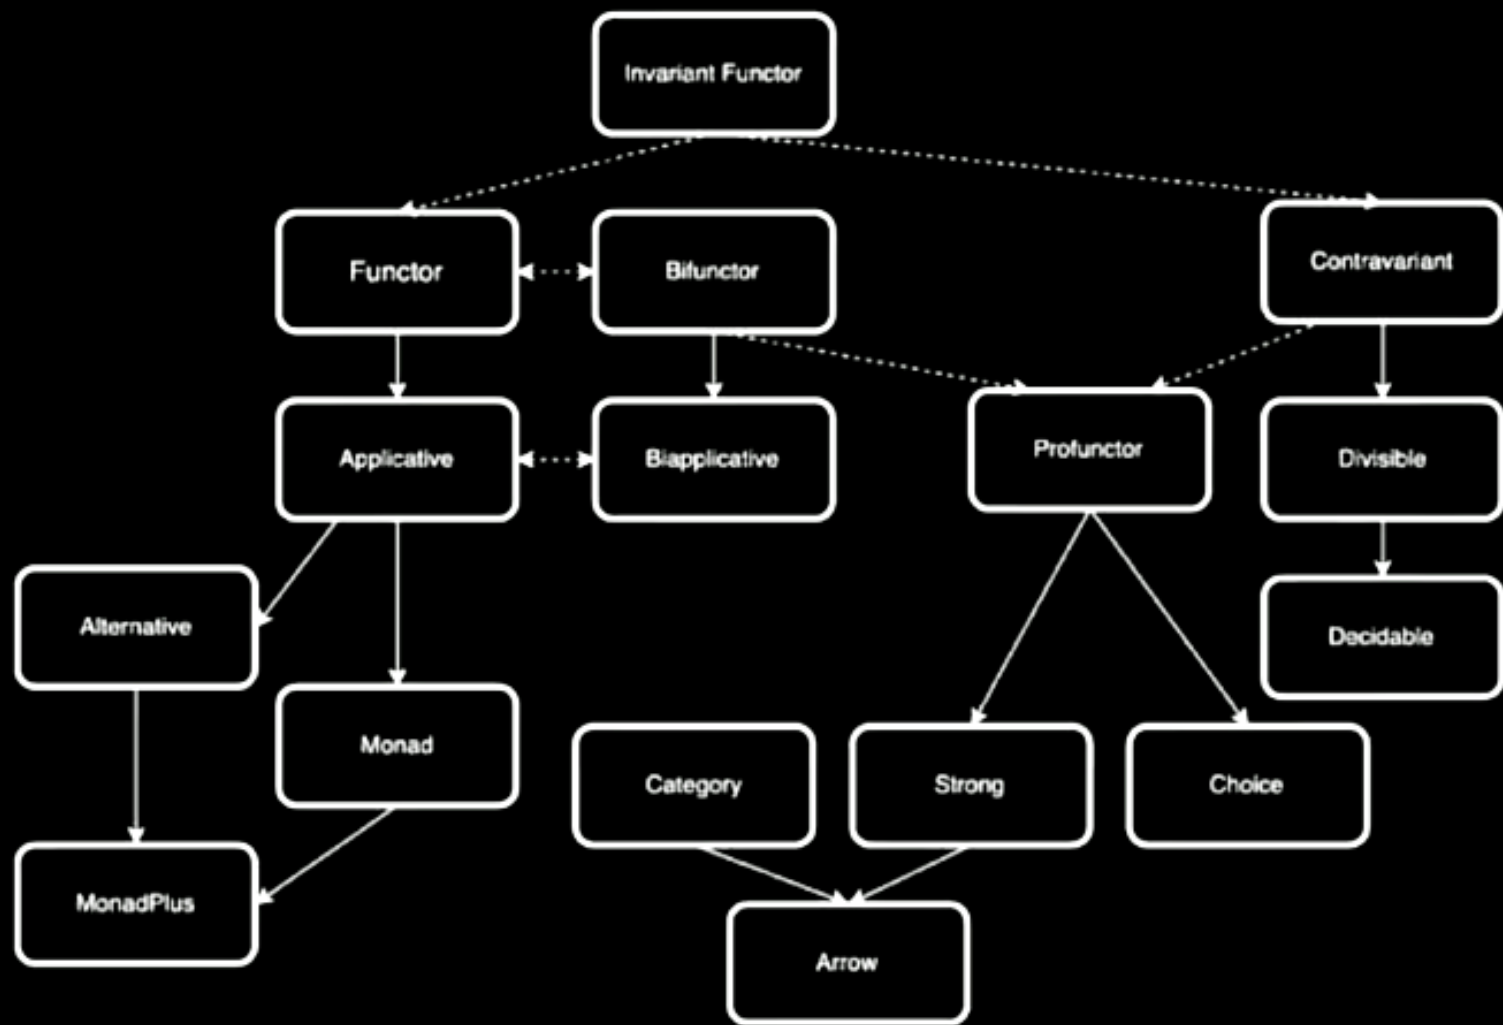 Invariant Functor
Functor
Bifunctor
Contravariant
Applicative
Biapplicative
Profunctor
Divisible
Alternative
Decidable
Monad
Category
Strong
Choice
MonadPlus
Arrow